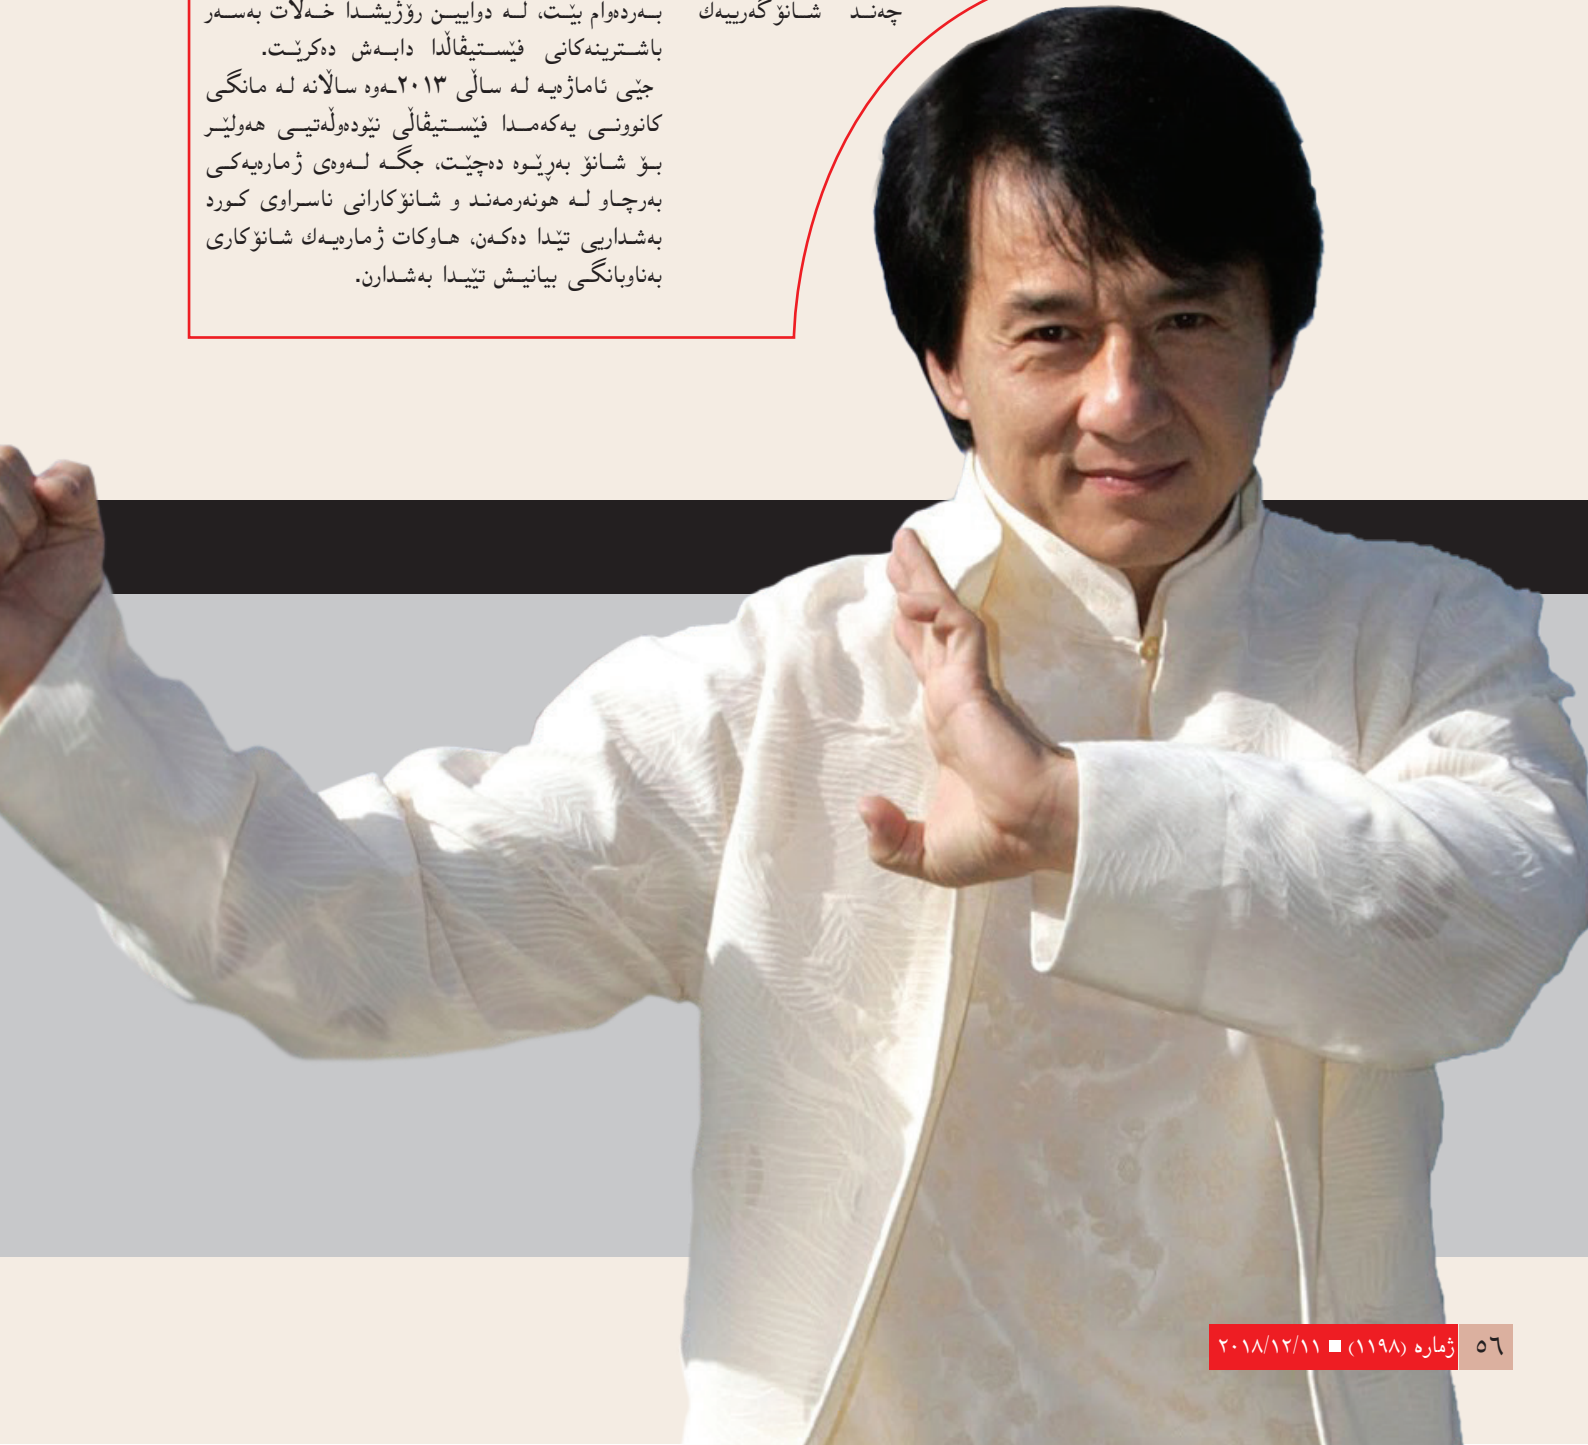 چەند شانۆگەرییەك
بەردەوام بێت، لە دوایین رۆژیشدا خەڵات بەسەر
باشترینەکانی فێستیڤاڵدا دابەش دەکرێت.
جێی ئاماژەیە لە ساڵی ٢٠١٣ـەوە ساڵانە لە مانگی
کانوونی یەکەمدا فێستیڤاڵی نێودەوڵەتیی هەولێر
بۆ شانۆ بەڕێوە دەچێت، جگە لەوەی ژمارەیەکی
بەرچاو لە هونەرمەند و شانۆکارانی ناسراوی کورد
بەشداریی تێدا دەکەن، هاوکات ژمارەیەك شانۆکاری
بەناوبانگی بیانیش تێیدا بەشدارن.
٥٦ ژمارە (١١٩٨) ■ ٢٠١٨/١٢/١١